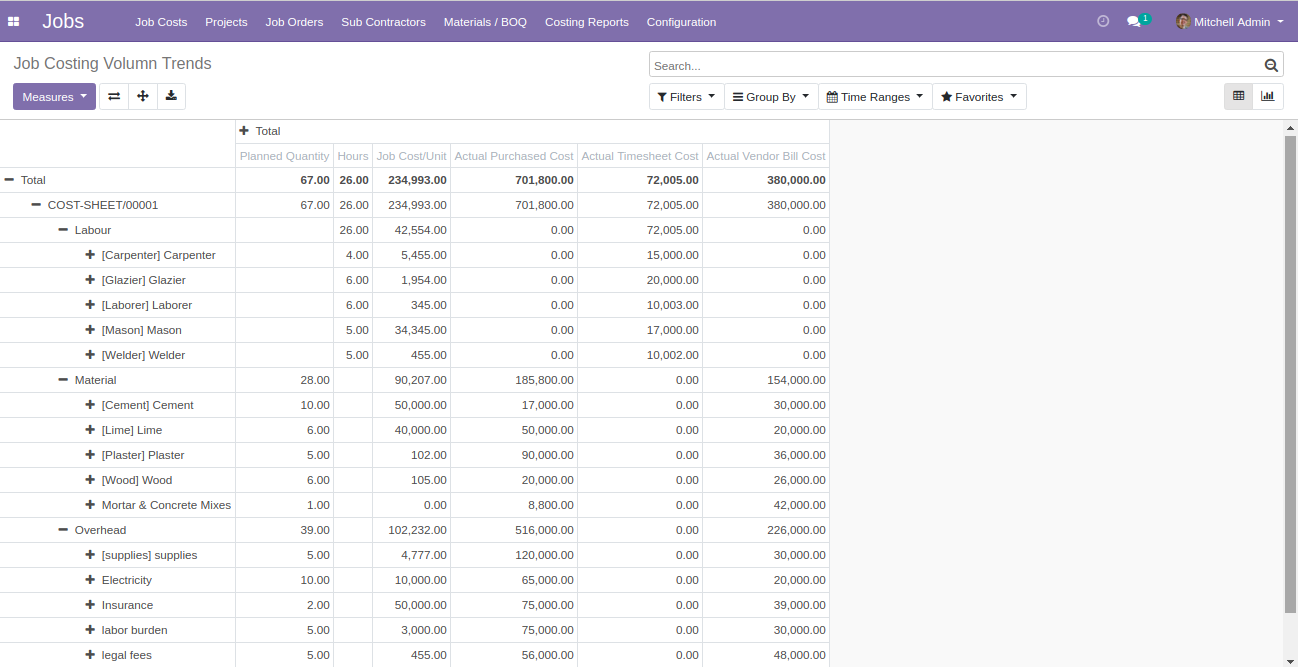 Jobs Job Costs Projects Job Orders Sub Contractors Materials / BOQ Costing Reports Configuration 1 Mitchell Admin
Job Costing Volumn Trends Search...
Measures Filters Group By Time Ranges Favorites
Total
Planned Quantity Hours Job Cost/Unit Actual Purchased Cost Actual Timesheet Cost Actual Vendor Bill Cost
Total 67.00 26.00 234,993.00 701,800.00 72,005.00 380,000.00
COST-SHEET/00001 67.00 26.00 234,993.00 701,800.00 72,005.00 380,000.00
Labour 26.00 42,554.00 0.00 72,005.00 0.00
[Carpenter] Carpenter 4.00 5,455.00 0.00 15,000.00 0.00
[Glazier] Glazier 6.00 1,954.00 0.00 20,000.00 0.00
[Laborer] Laborer 6.00 345.00 0.00 10,003.00 0.00
[Mason] Mason 5.00 34,345.00 0.00 17,000.00 0.00
[Welder] Welder 5.00 455.00 0.00 10,002.00 0.00
Material 28.00 90,207.00 185,800.00 0.00 154,000.00
[Cement] Cement 10.00 50,000.00 17,000.00 0.00 30,000.00
[Lime] Lime 6.00 40,000.00 50,000.00 0.00 20,000.00
[Plaster] Plaster 5.00 102.00 90,000.00 0.00 36,000.00
[Wood] Wood 6.00 105.00 20,000.00 0.00 26,000.00
Mortar & Concrete Mixes 1.00 0.00 8,800.00 0.00 42,000.00
Overhead 39.00 102,232.00 516,000.00 0.00 226,000.00
[supplies] supplies 5.00 4,777.00 120,000.00 0.00 30,000.00
Electricity 10.00 10,000.00 65,000.00 0.00 20,000.00
Insurance 2.00 50,000.00 75,000.00 0.00 39,000.00
labor burden 5.00 3,000.00 75,000.00 0.00 30,000.00
legal fees 5.00 455.00 56,000.00 0.00 48,000.00